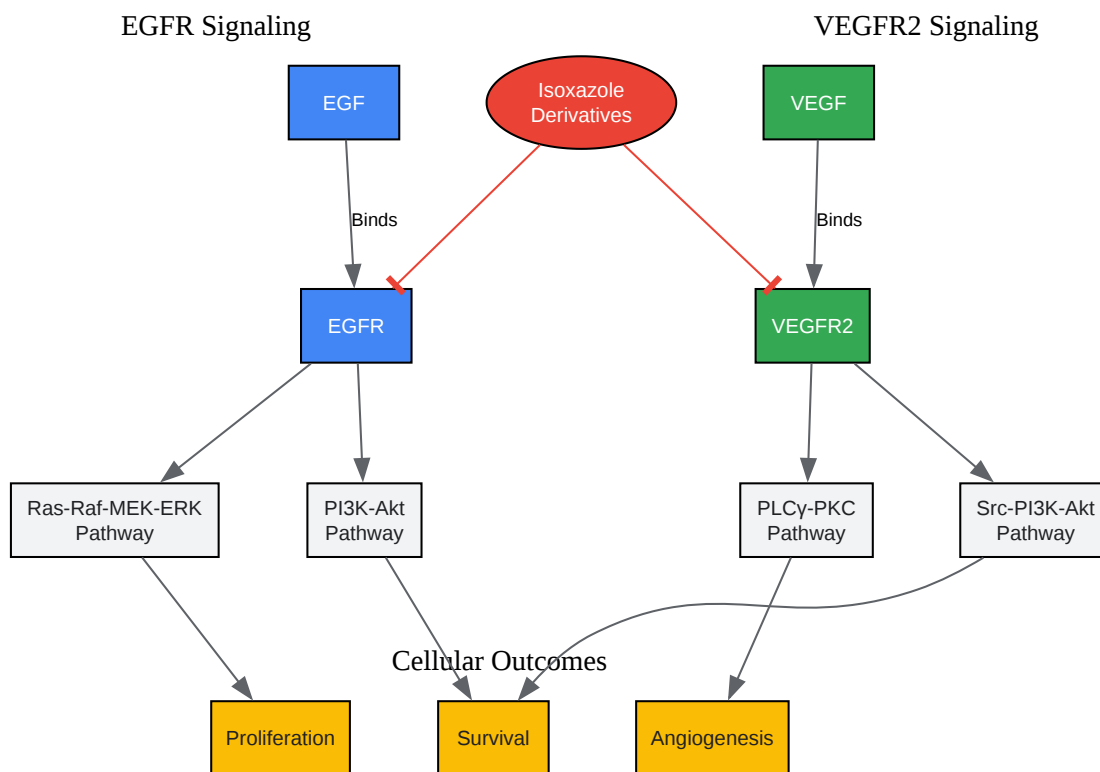 EGFR Signaling
VEGFR2 Signaling
EGF
Isoxazole
Derivatives
VEGF
Binds
Binds
EGFR
VEGFR2
Ras-Raf-MEK-ERK
Pathway
PI3K-Akt
Pathway
PLCγ-PKC
Pathway
Src-PI3K-Akt
Pathway
Cellular Outcomes
Proliferation
Survival
Angiogenesis